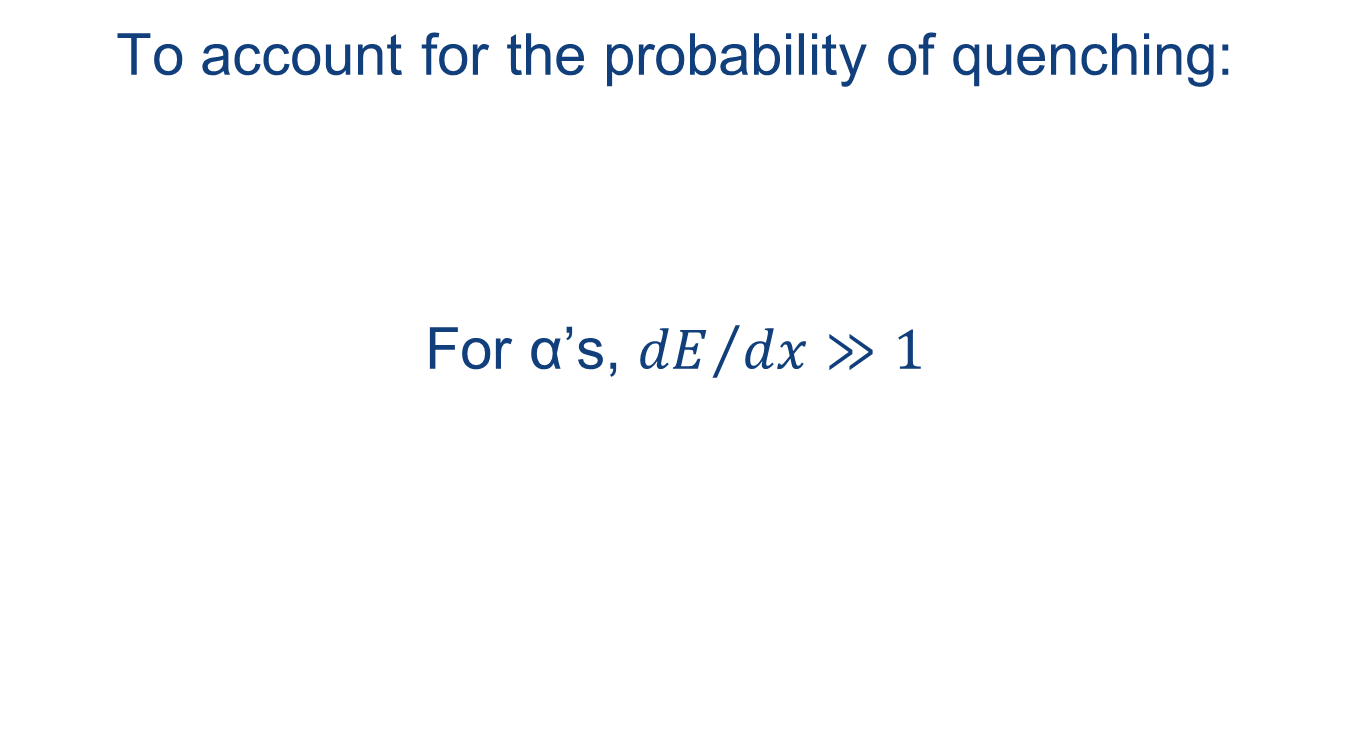 To account for the probability of quenching:
For α’s, 𝑑𝐸/𝑑𝑥 ≫ 1